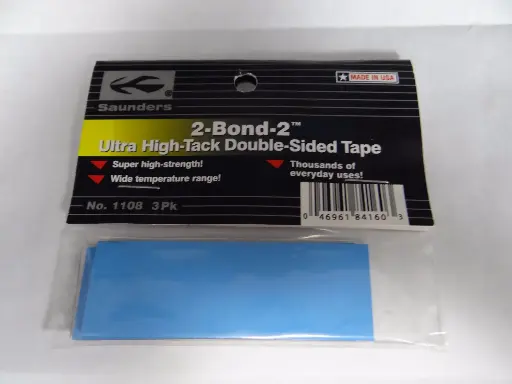 MADE IN USA
®
Saunders
2-Bond-2™
Ultra High-Tack Double-Sided Tape
Super high-strength!
Wide temperature range!
Thousands of
everyday uses!
No. 1108 3Pk
0 46961 84160 3